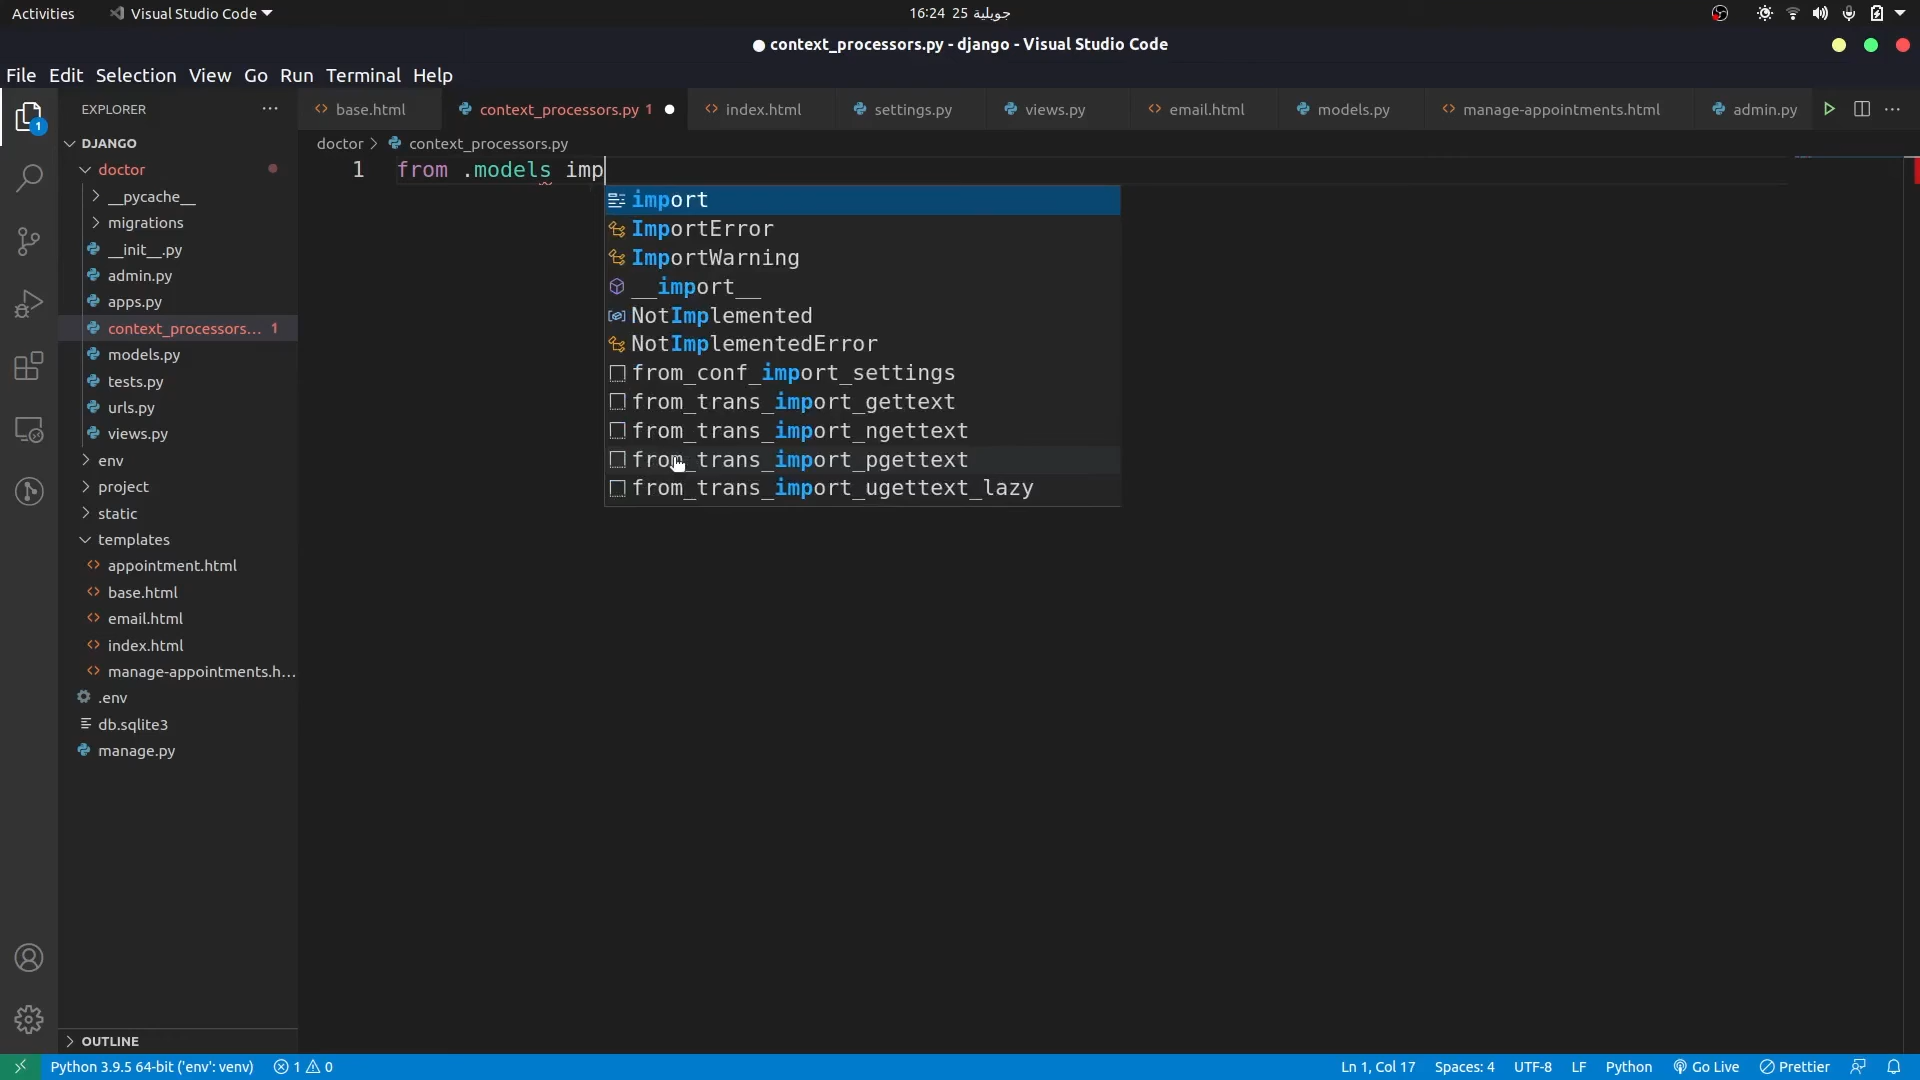 Activities
Visual Studio Code
16:24 25 جويلية
● context_processors.py - django - Visual Studio Code
File Edit Selection View Go Run Terminal Help
EXPLORER
base.html
context_processors.py 1
index.html
settings.py
views.py
email.html
models.py
manage-appointments.html
admin.py
1
DJANGO
doctor
__pycache__
migrations
__init__.py
admin.py
apps.py
context_processors... 1
models.py
tests.py
urls.py
views.py
env
project
static
templates
appointment.html
base.html
email.html
index.html
manage-appointments.h...
.env
db.sqlite3
manage.py
OUTLINE
doctor > context_processors.py
1 from .models imp
import
ImportError
ImportWarning
__import__
NotImplemented
NotImplementedError
from_conf_import_settings
from_trans_import_gettext
from_trans_import_ngettext
from_trans_import_pgettext
from_trans_import_ugettext_lazy
Python 3.9.5 64-bit ('env': venv) 1 0
Ln 1, Col 17 Spaces: 4 UTF-8 LF Python Go Live Prettier